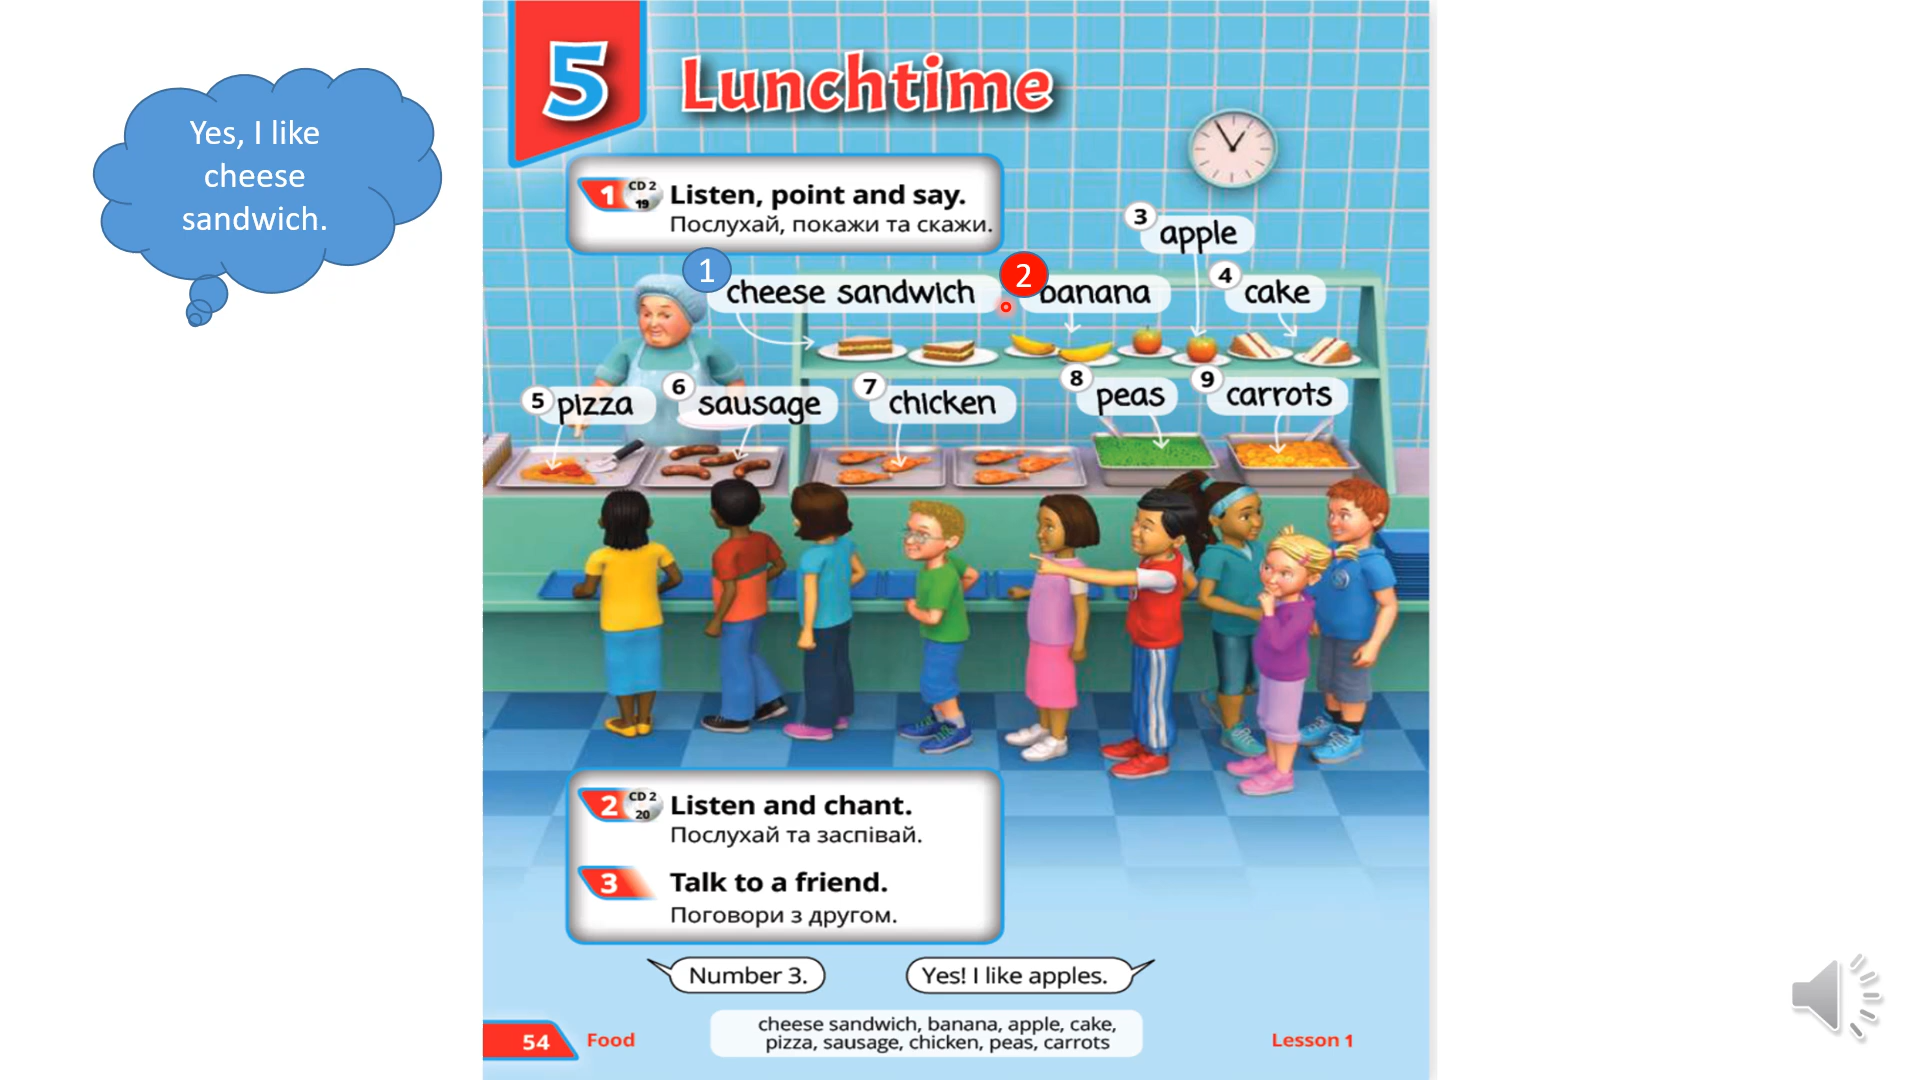 Yes, I like
cheese
sandwich.
5 Lunchtime
1 CD 2 19 Listen, point and say.
Послухай, покажи та скажи.
3 apple
1 cheese sandwich
2 banana
4 cake
5 pizza
6 sausage
7 chicken
8 peas
9 carrots
2 CD 2 20 Listen and chant.
Послухай та заспівай.
3 Talk to a friend.
Поговори з другом.
Number 3.
Yes! I like apples.
cheese sandwich, banana, apple, cake,
pizza, sausage, chicken, peas, carrots
54 Food
Lesson 1